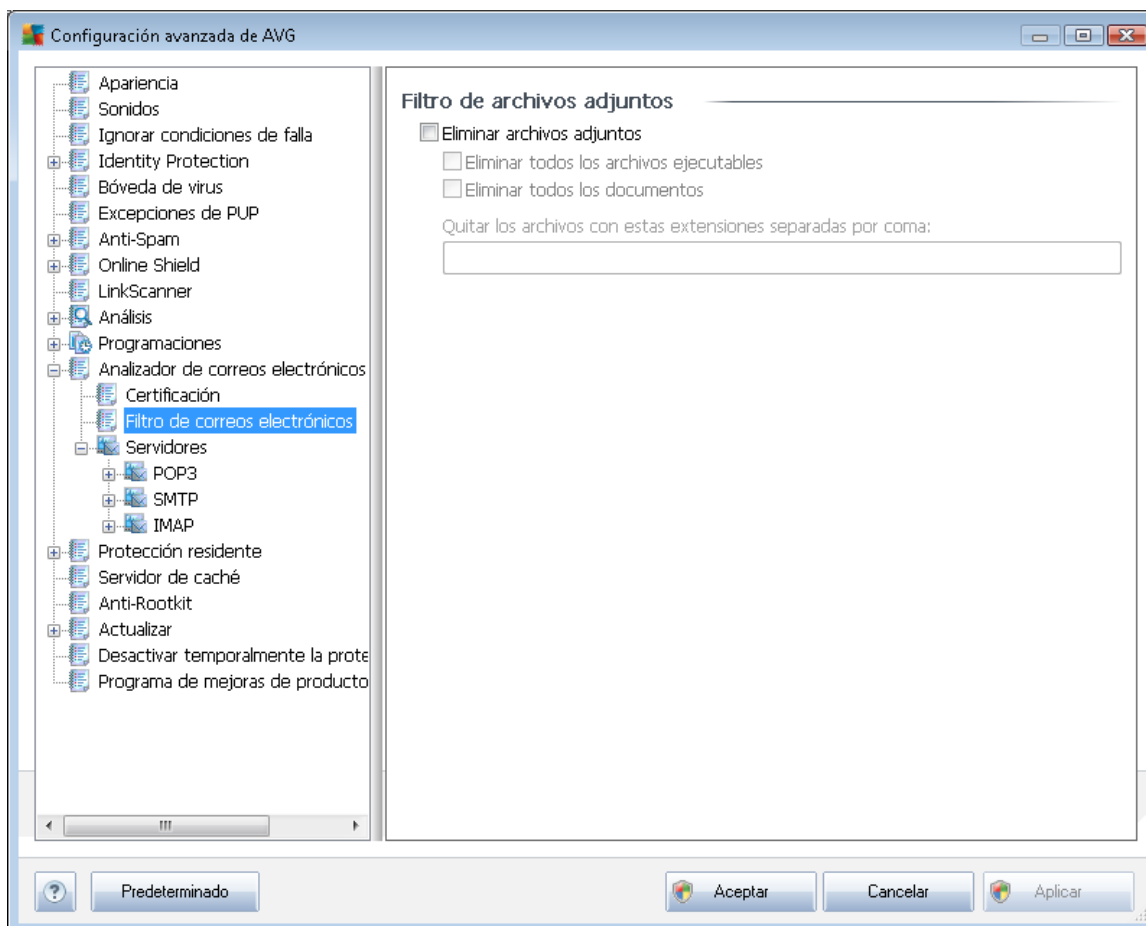 Configuración avanzada de AVG
Apariencia
Sonidos
Ignorar condiciones de falla
Identity Protection
Bóveda de virus
Excepciones de PUP
Anti-Spam
Online Shield
LinkScanner
Análisis
Programaciones
Analizador de correos electrónicos
Certificación
Filtro de correos electrónicos
Servidores
POP3
SMTP
IMAP
Protección residente
Servidor de caché
Anti-Rootkit
Actualizar
Desactivar temporalmente la prote
Programa de mejoras de producto
Filtro de archivos adjuntos
Eliminar archivos adjuntos
Eliminar todos los archivos ejecutables
Eliminar todos los documentos
Quitar los archivos con estas extensiones separadas por coma:
? Predeterminado Aceptar Cancelar Aplicar